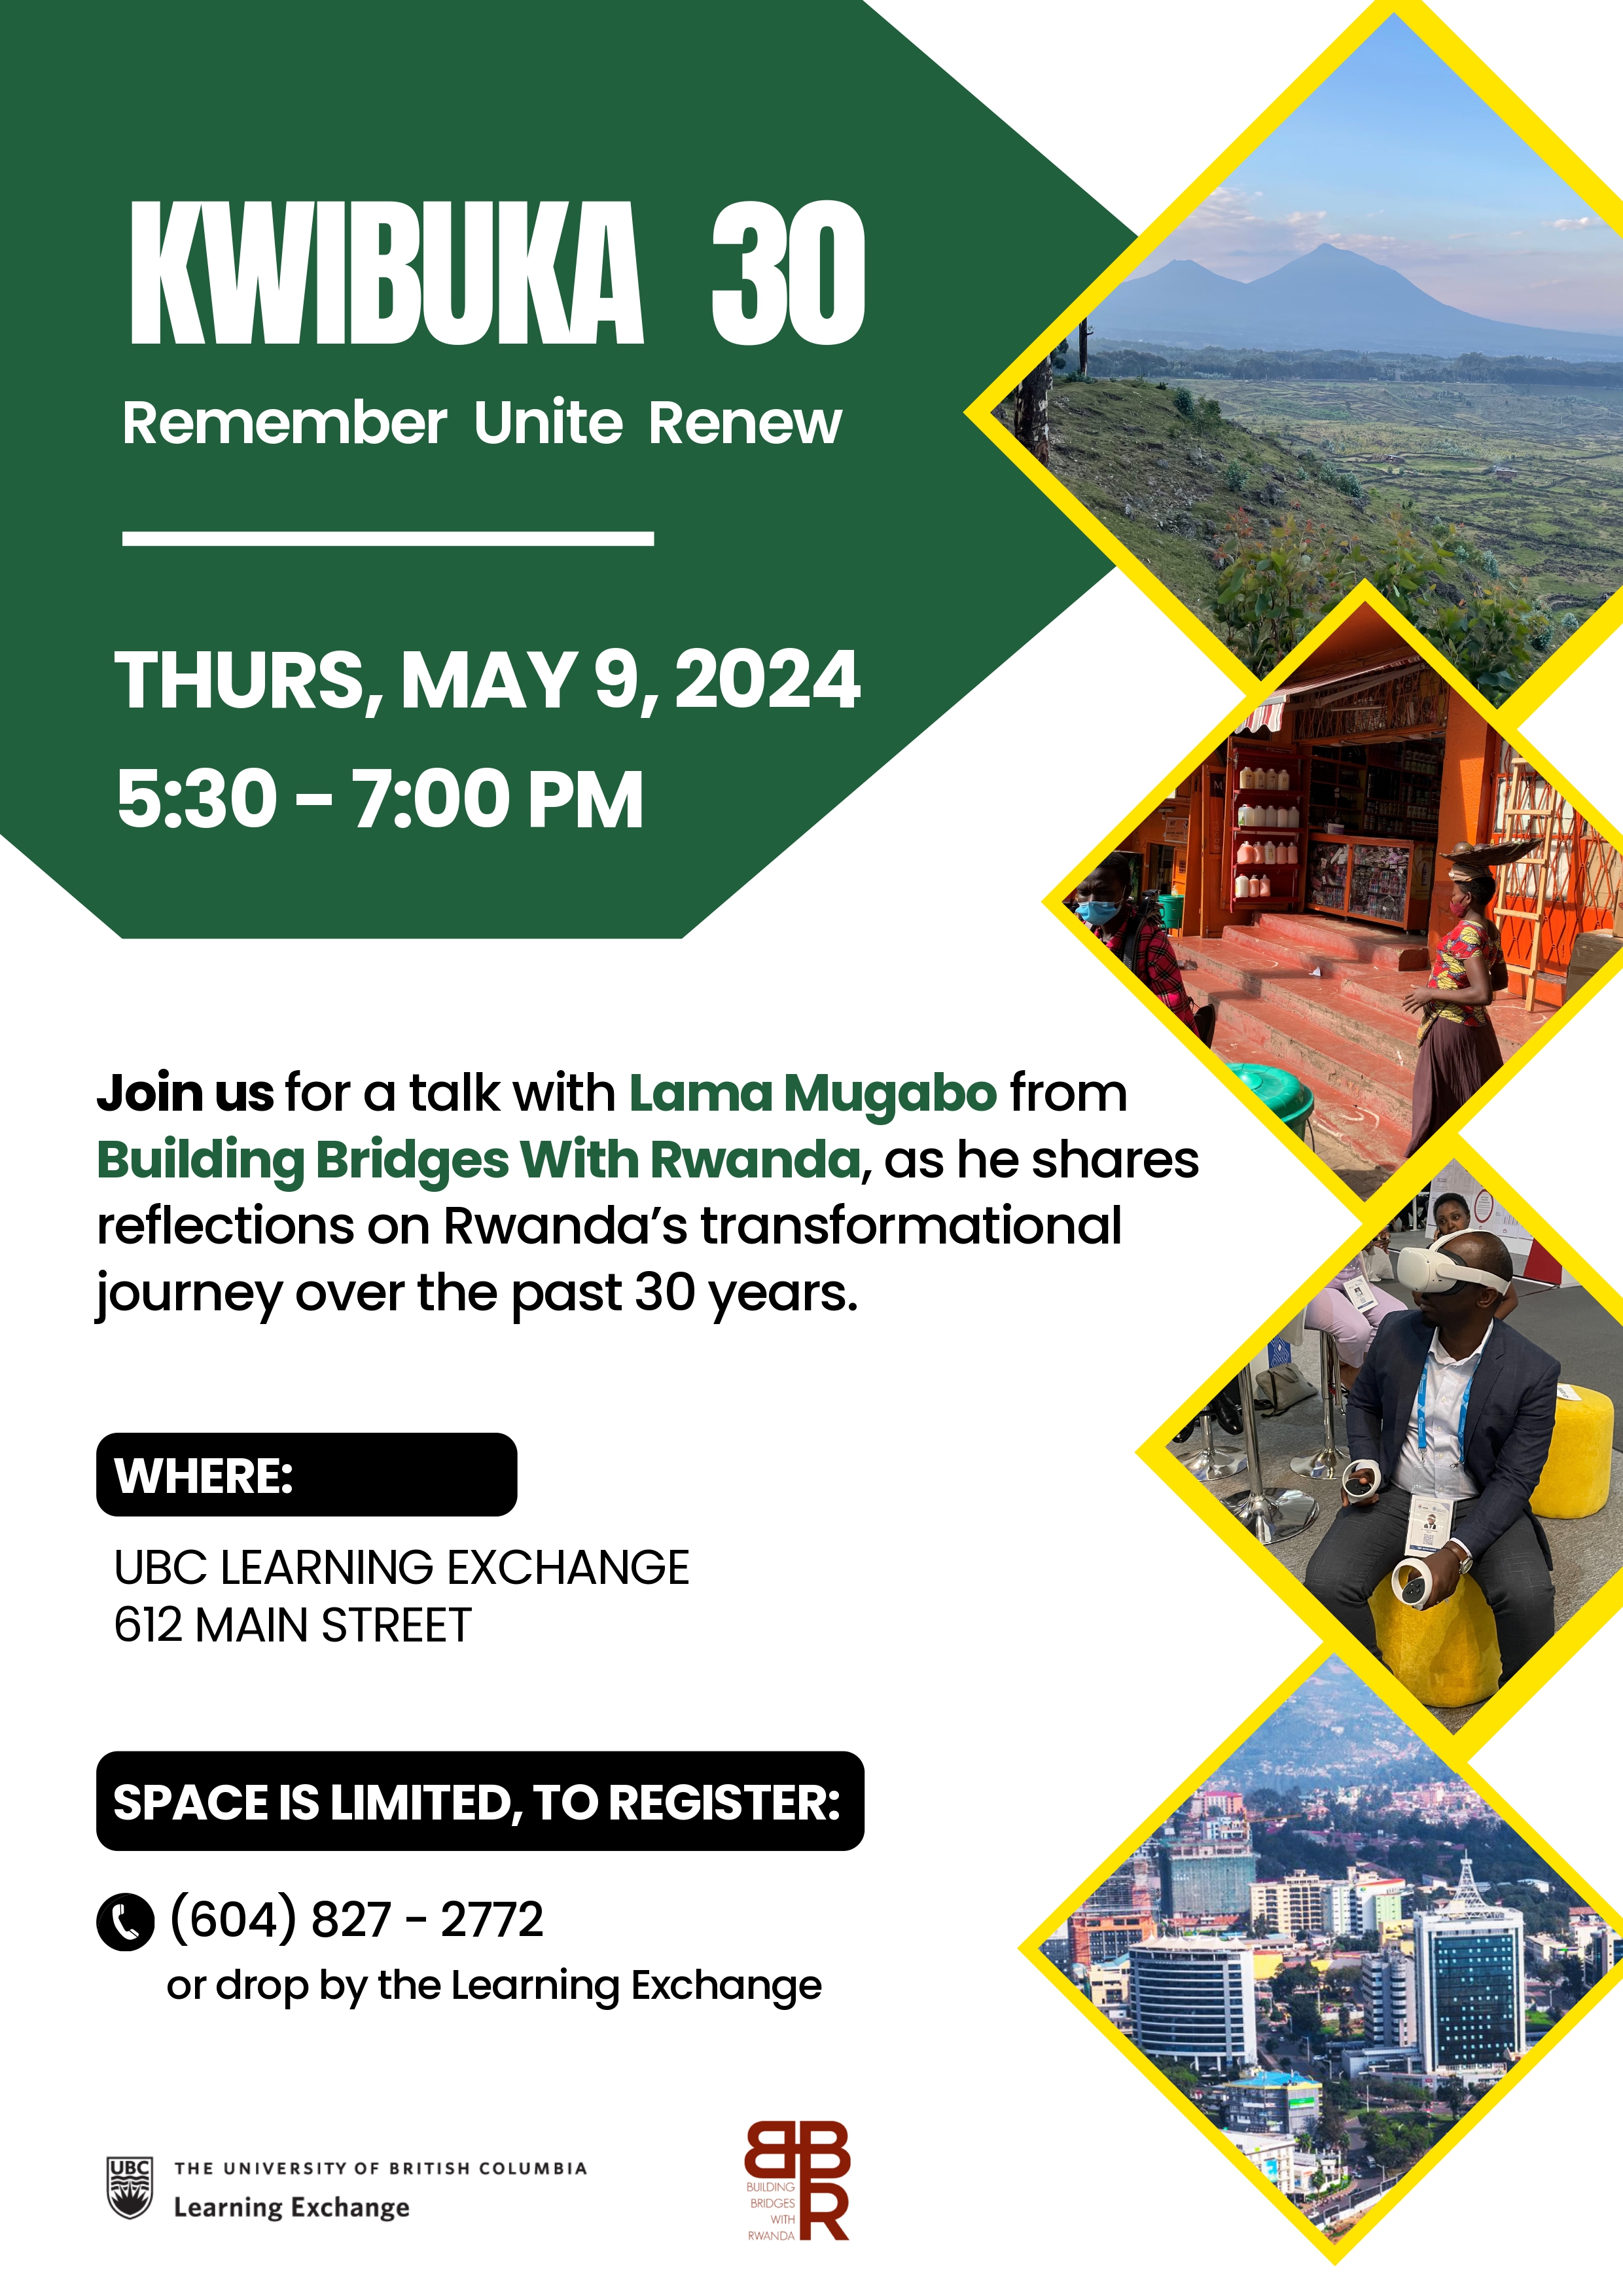 KWIBUKA 30
Remember Unite Renew
THURS, MAY 9, 2024
5:30 – 7:00 PM
Join us for a talk with Lama Mugabo from
Building Bridges With Rwanda, as he shares
reflections on Rwanda’s transformational
journey over the past 30 years.
WHERE:
UBC LEARNING EXCHANGE
612 MAIN STREET
SPACE IS LIMITED, TO REGISTER:
(604) 827 - 2772
or drop by the Learning Exchange
UBC
THE UNIVERSITY OF BRITISH COLUMBIA
Learning Exchange
BBR
BUILDING
BRIDGES
WITH
RWANDA